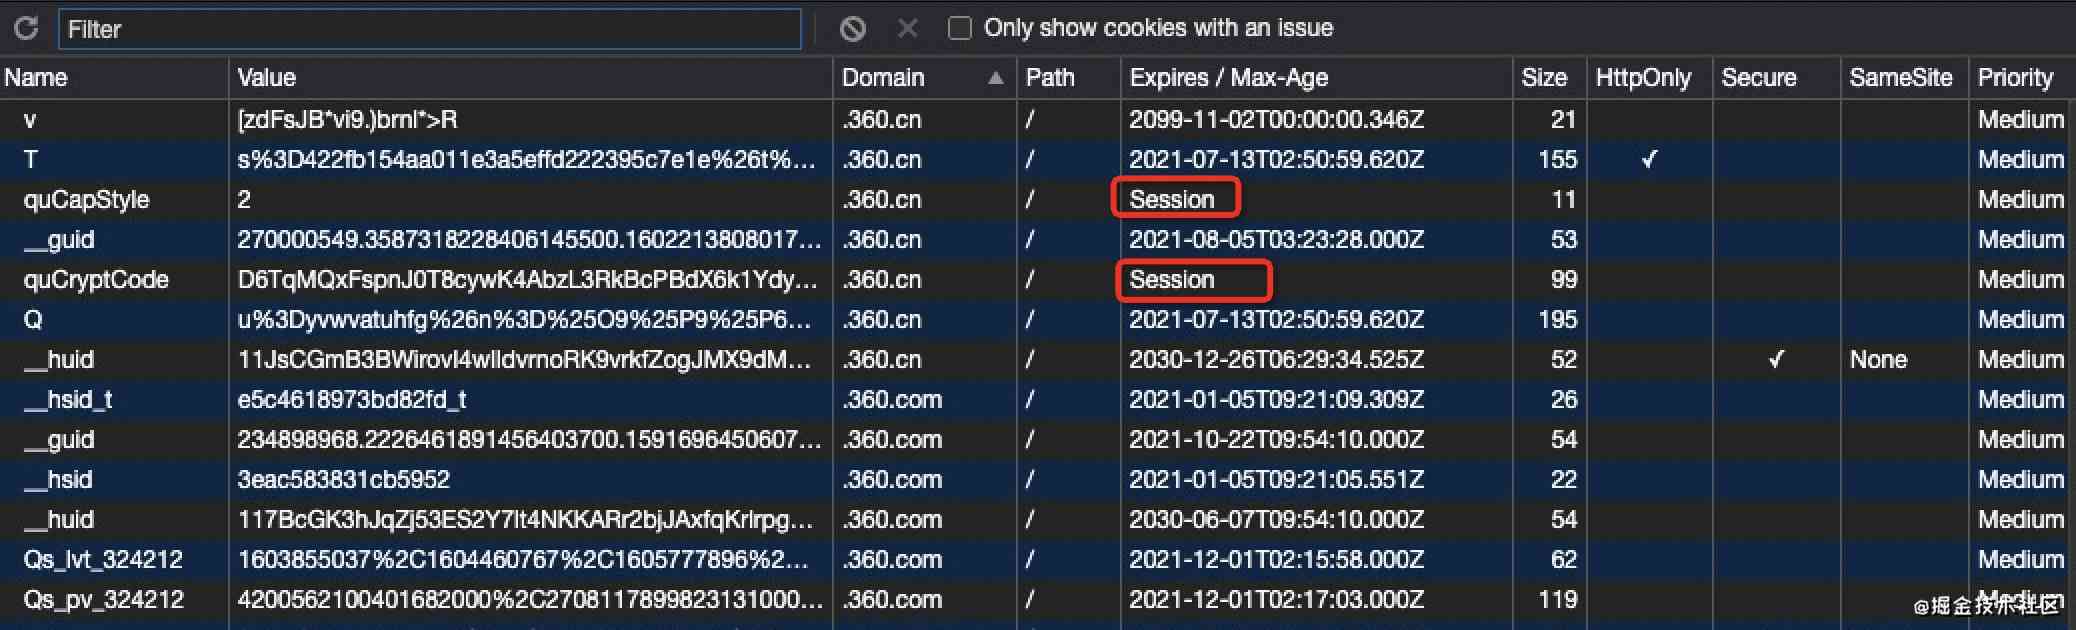 Filter Only show cookies with an issue
Name Value Domain Path Expires / Max-Age Size HttpOnly Secure SameSite Priority
v [zdFsJB*vi9.)brnl*>R .360.cn / 2099-11-02T00:00:00.346Z 21 Medium
T s%3D422fb154aa011e3a5effd222395c7e1e%26t%... .360.cn / 2021-07-13T02:50:59.620Z 155 ✓ Medium
quCapStyle 2 .360.cn / Session 11 Medium
__guid 270000549.3587318228406145500.1602213808017... .360.cn / 2021-08-05T03:23:28.000Z 53 Medium
quCryptCode D6TqMQxFspnJ0T8cywK4AbzL3RkBcPBdX6k1Ydy... .360.cn / Session 99 Medium
Q u%3Dyvwvatuhfg%26n%3D%25O9%25P9%25P6... .360.cn / 2021-07-13T02:50:59.620Z 195 Medium
__huid 11JsCGmB3BWirovI4wlldvrnoRK9vrkfZogJMX9dM... .360.cn / 2030-12-26T06:29:34.525Z 52 ✓ None Medium
__hsid_t e5c4618973bd82fd_t .360.com / 2021-01-05T09:21:09.309Z 26 Medium
__guid 234898968.2226461891456403700.1591696450607... .360.com / 2021-10-22T09:54:10.000Z 54 Medium
__hsid 3eac583831cb5952 .360.com / 2021-01-05T09:21:05.551Z 22 Medium
__huid 117BcGK3hJqZj53ES2Y7lt4NKKARr2bjJAxfqKrlrpg... .360.com / 2030-06-07T09:54:10.000Z 54 Medium
Qs_lvt_324212 1603855037%2C1604460767%2C1605777896%2... .360.com / 2021-12-01T02:15:58.000Z 62 Medium
Qs_pv_324212 4200562100401682000%2C2708117899823131000... .360.com / 2021-12-01T02:17:03.000Z 119 Medium
@掘金技术社区